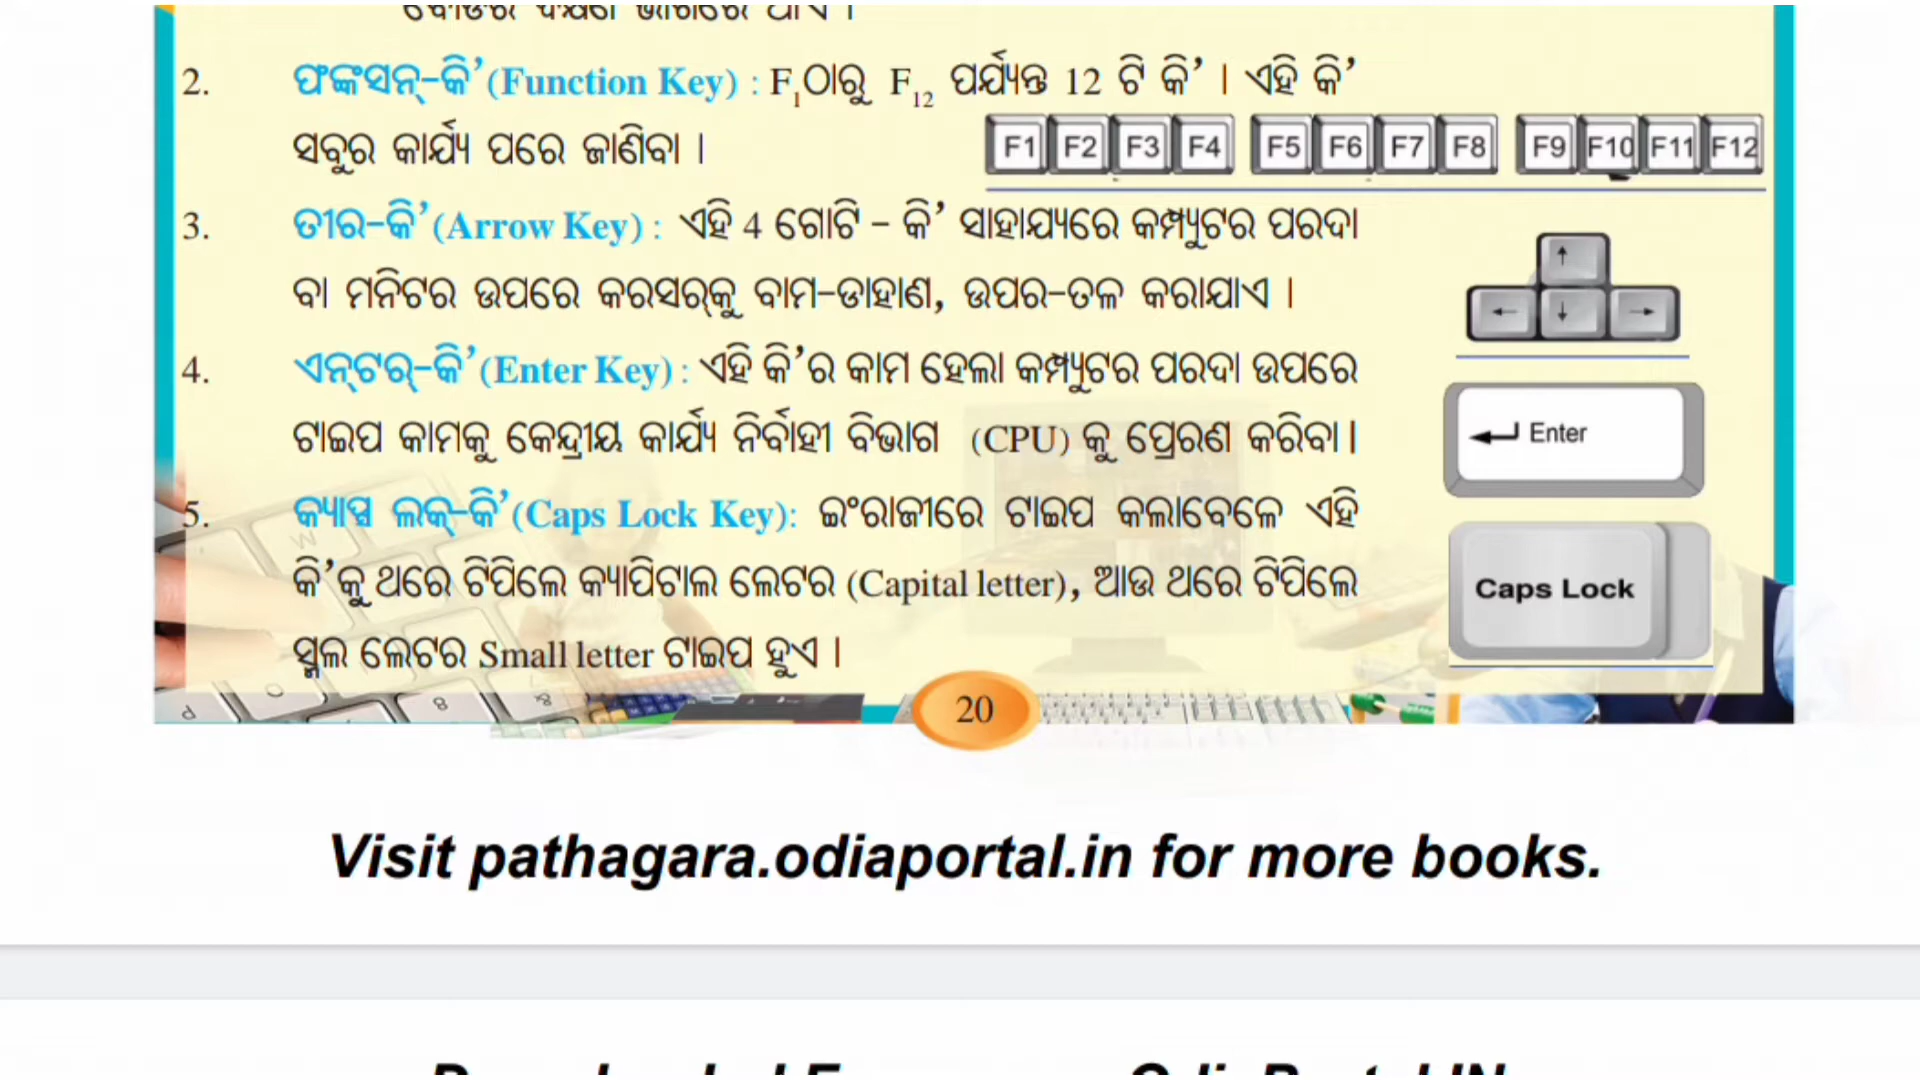 2. ଫଙ୍କସନ୍-କି’ (Function Key) : F1ଠାରୁ F12 ପର୍ଯ୍ୟନ୍ତ 12 ଟି କି’ । ଏହି କି’
ସବୁର କାର୍ଯ୍ୟ ପରେ ଜାଣିବା ।
F1 F2 F3 F4 F5 F6 F7 F8 F9 F10 F11 F12
3. ତୀର-କି’ (Arrow Key) : ଏହି 4 ଗୋଟି – କି’ ସାହାଯ୍ୟରେ କମ୍ପ୍ୟୁଟର ପରଦା
ବା ମନିଟର ଉପରେ କରସର୍‌କୁ ବାମ-ଡାହାଣ, ଉପର-ତଳ କରାଯାଏ ।
↑
← ↓ →
4. ଏନ୍‌ଟର୍-କି’ (Enter Key) : ଏହି କି’ର କାମ ହେଲା କମ୍ପ୍ୟୁଟର ପରଦା ଉପରେ
ଟାଇପ କାମକୁ କେନ୍ଦ୍ରୀୟ କାର୍ଯ୍ୟ ନିର୍ବାହୀ ବିଭାଗ (CPU) କୁ ପ୍ରେରଣ କରିବା।
↵ Enter
5. କ୍ୟାପ୍ସ ଲକ୍-କି’ (Caps Lock Key): ଇଂରାଜୀରେ ଟାଇପ କଲାବେଳେ ଏହି
କି’କୁ ଥରେ ଟିପିଲେ କ୍ୟାପିଟାଲ ଲେଟର (Capital letter), ଆଉ ଥରେ ଟିପିଲେ
Caps Lock
ସ୍ମଲ ଲେଟର Small letter ଟାଇପ ହୁଏ ।
20
Visit pathagara.odiaportal.in for more books.